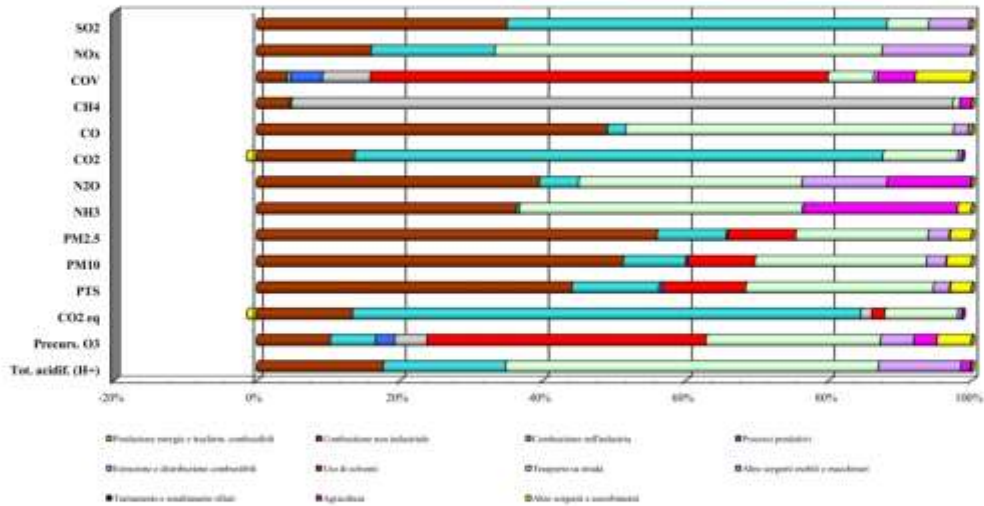 SO2
NOx
COV
CH4
CO
CO2
N2O
NH3
PM2.5
PM10
PTS
CO2 eq
Precurs. O3
Tot. acidif. (H+)
-20% 0% 20% 40% 60% 80% 100%
Produzione energia e trasform. combustibili Combustione non industriale Combustione nell'industria Processi produttivi
Estrazione e distribuzione combustibili Uso di solventi Trasporto su strada Altre sorgenti mobili e macchinari
Trattamento e smaltimento rifiuti Agricoltura Altre sorgenti e assorbimenti